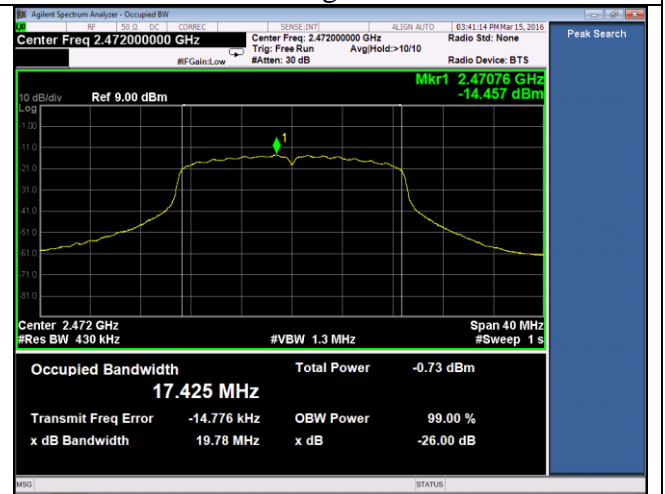 Agilent Spectrum Analyzer - Occupied BW
RF 50 Ω DC CORREC SENSE:INT ALIGN AUTO 03:41:14 PM Mar 15, 2016
Center Freq 2.472000000 GHz
Center Freq: 2.472000000 GHz
Radio Std: None
Trig: Free Run Avg|Hold:>10/10
#IFGain:Low #Atten: 30 dB Radio Device: BTS
Peak Search
Mkr1 2.47076 GHz
-14.457 dBm
10 dB/div Ref 9.00 dBm
Log
-1.00
-11.0
-21.0
-31.0
-41.0
-51.0
-61.0
-71.0
-81.0
1
Center 2.472 GHz Span 40 MHz
#Res BW 430 kHz #VBW 1.3 MHz #Sweep 1 s
Occupied Bandwidth Total Power -0.73 dBm
17.425 MHz
Transmit Freq Error -14.776 kHz OBW Power 99.00 %
x dB Bandwidth 19.78 MHz x dB -26.00 dB
MSG STATUS